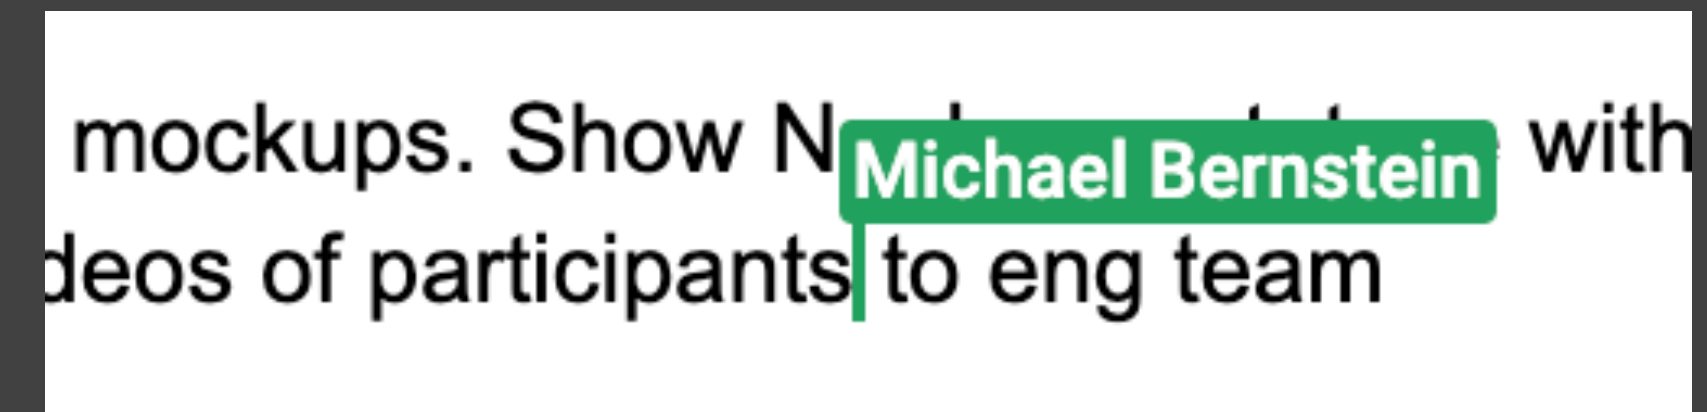 mockups. Show
Michael Bernstein
with
deos of participants to eng team